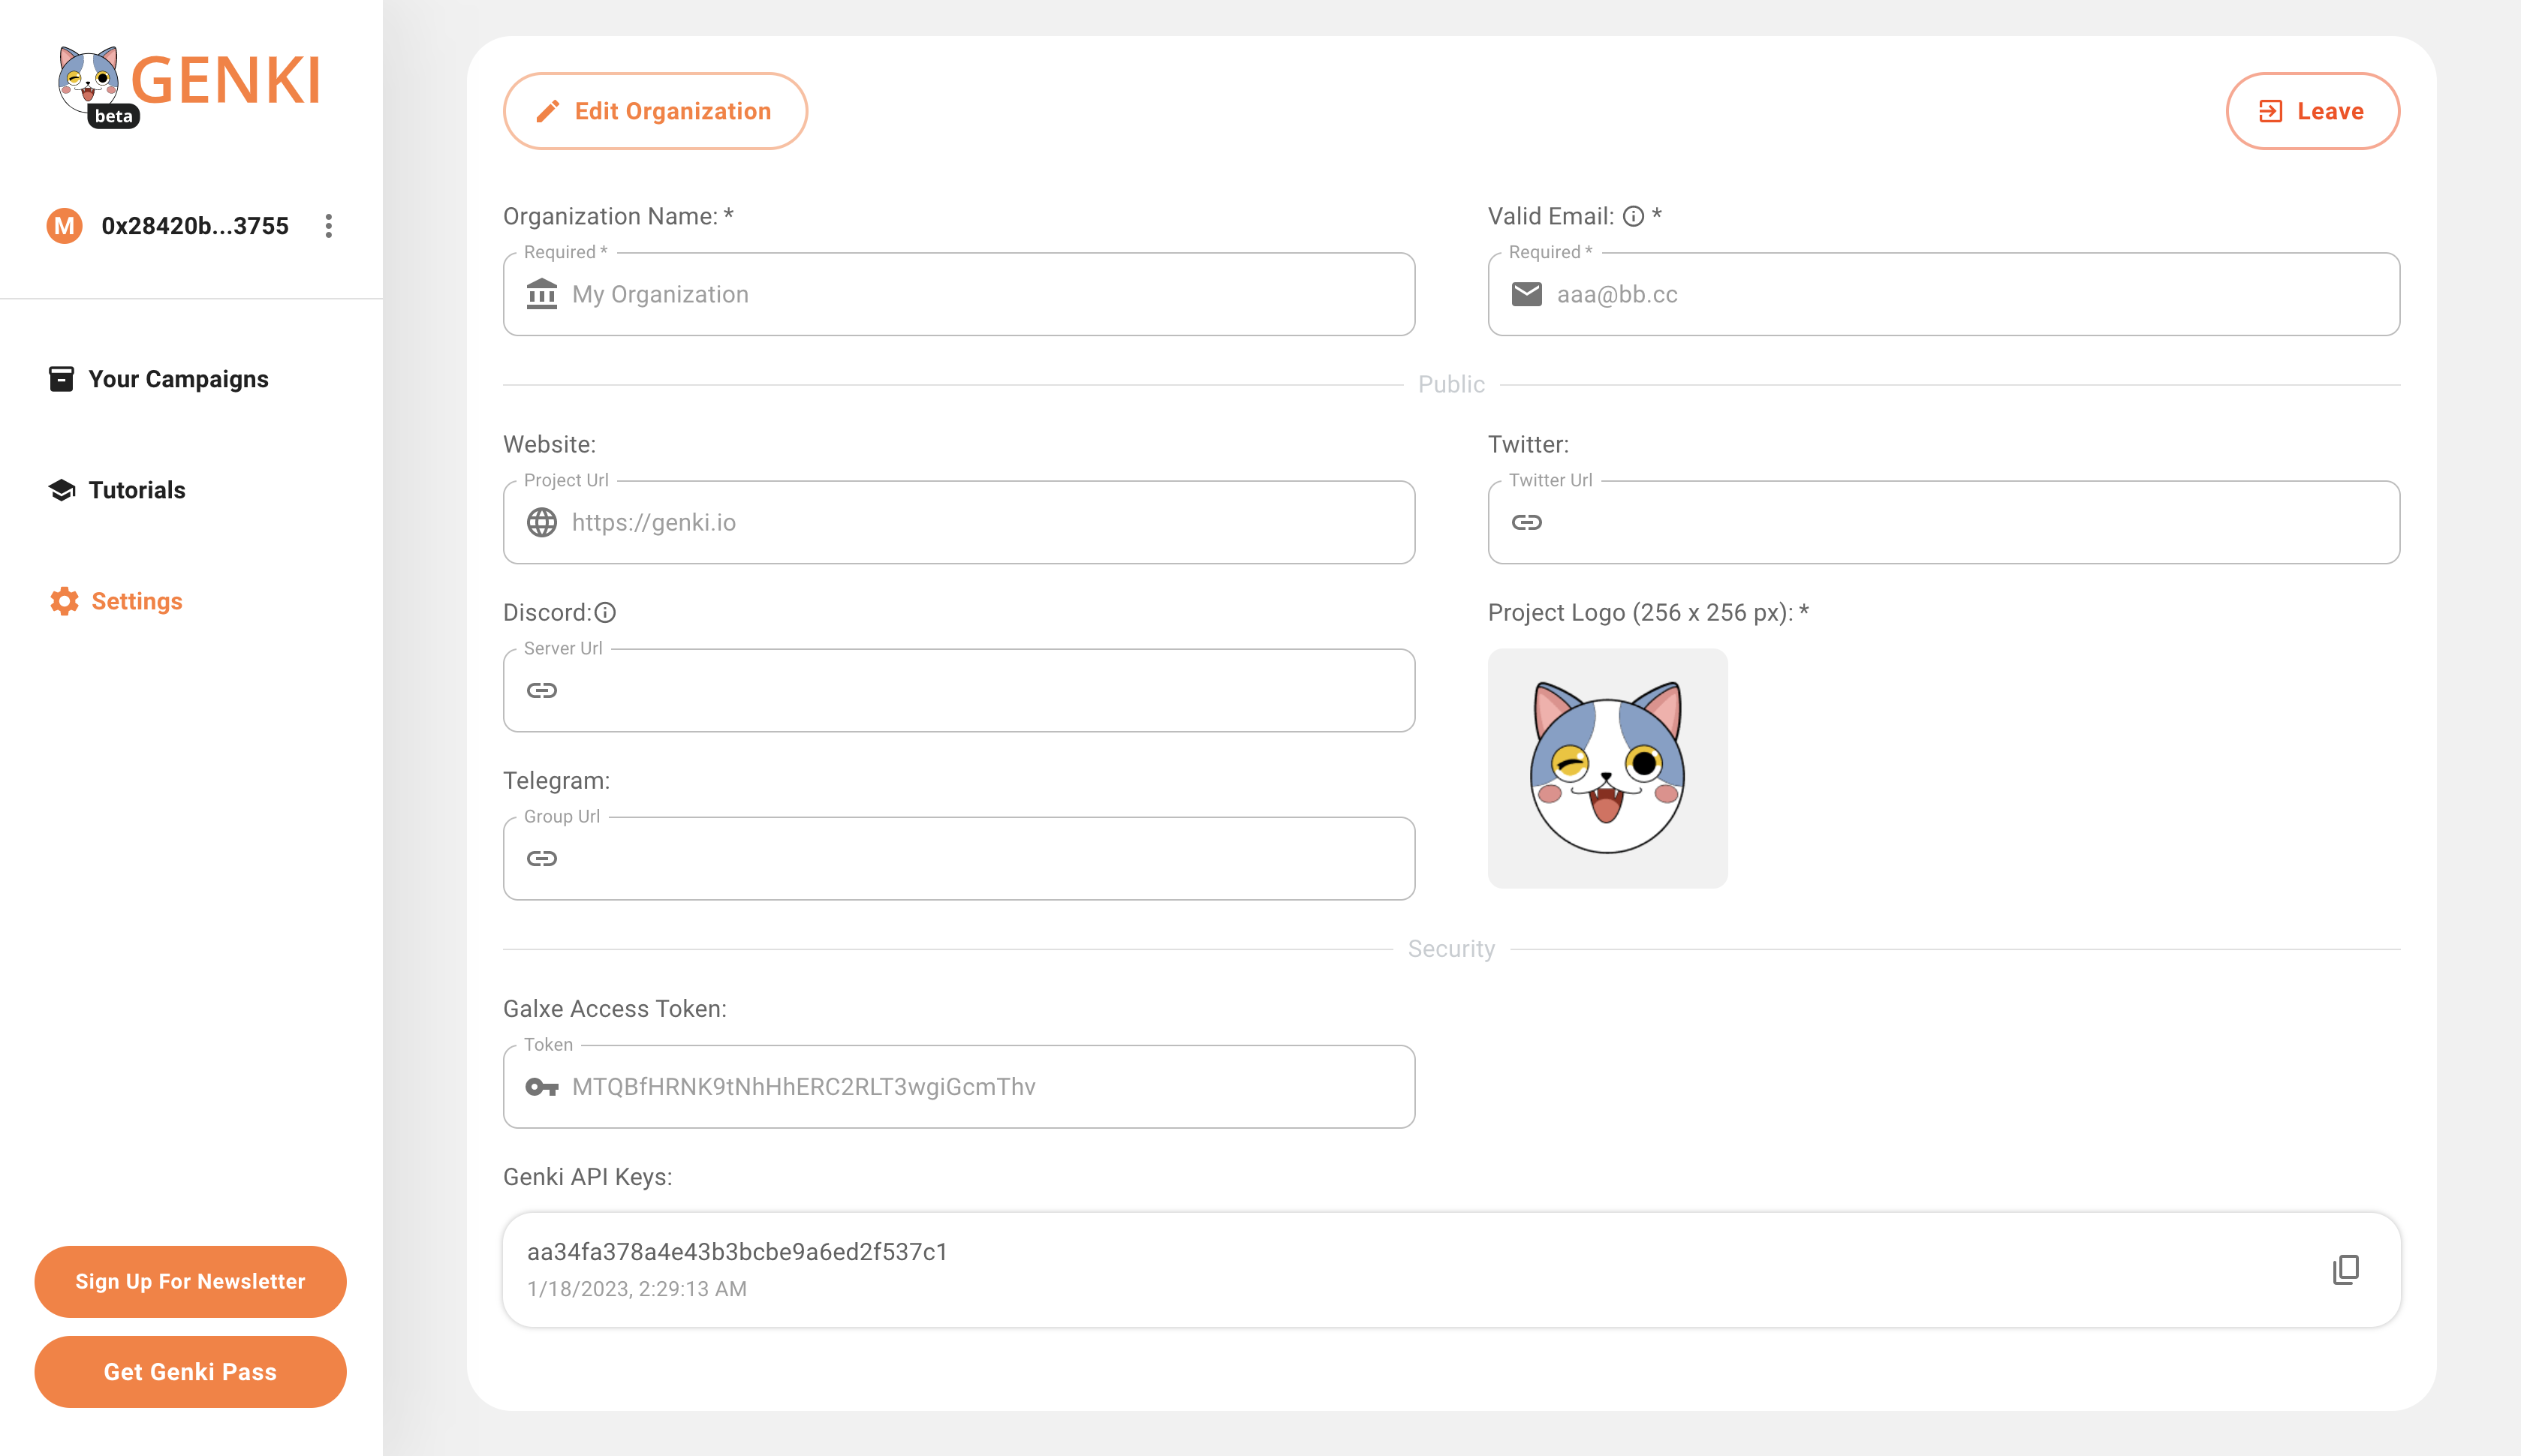 GENKI
beta
M
0x28420b...3755
Your Campaigns
Tutorials
Settings
Sign Up For Newsletter
Get Genki Pass
Edit Organization
Leave
Organization Name: *
Required *
My Organization
Valid Email: *
Required *
aaa@bb.cc
Public
Website:
Project Url
https://genki.io
Twitter:
Twitter Url
Discord:
Server Url
Project Logo (256 x 256 px): *
Telegram:
Group Url
Security
Galxe Access Token:
Token
MTQBfHRNK9tNhHhERC2RLT3wgiGcmThv
Genki API Keys:
aa34fa378a4e43b3bcbe9a6ed2f537c1
1/18/2023, 2:29:13 AM